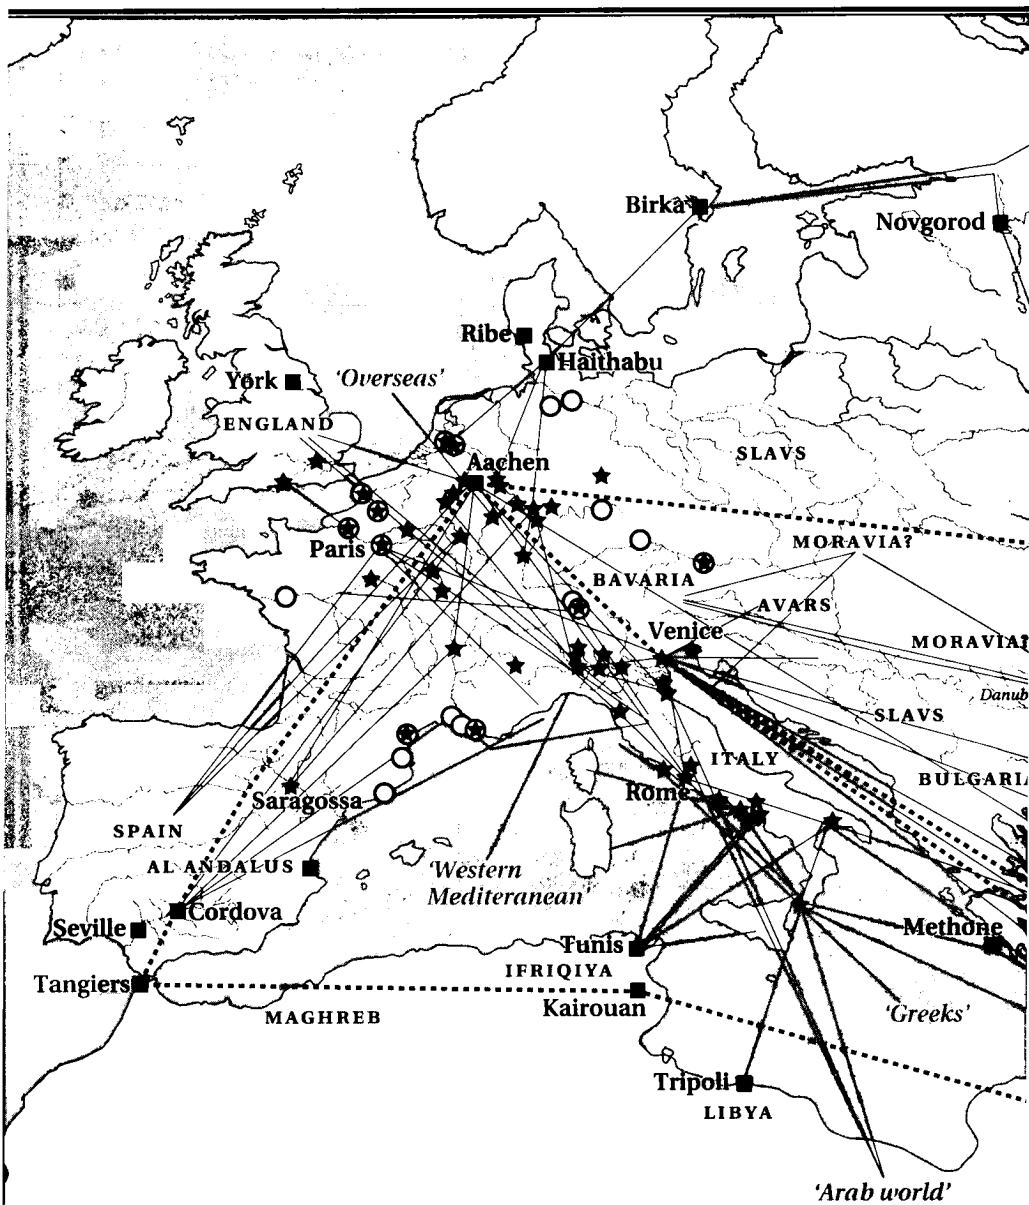 Birka
Novgorod
Ribe
Haithabu
York
'Overseas'
ENGLAND
Aachen
SLAVS
Paris
MORAVIA?
BAVARIA
AVARS
Venice
MORAVIA?
Danub
SLAVS
ITALY
BULGARIA
Rome
Saragossa
SPAIN
AL ANDALUS
'Western
Mediteranean'
Cordova
Seville
Methone
Tunis
IFRIQIYA
Tangiers
Kairouan
'Greeks'
MAGHREB
Tripoli
LIBYA
'Arab world'